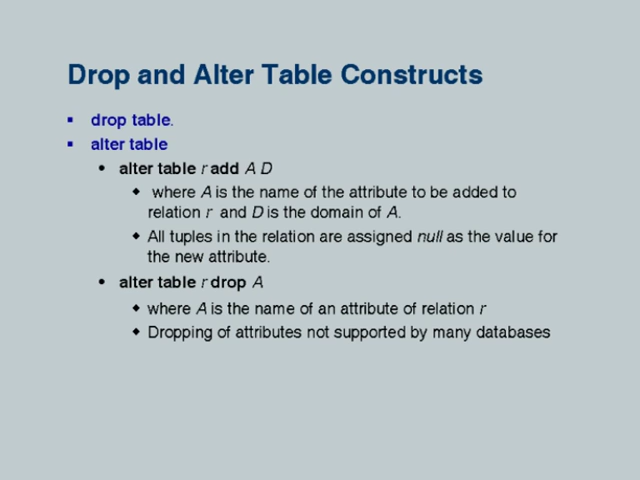 Drop and Alter Table Constructs
▪ drop table.
▪ alter table
• alter table r add A D
◆ where A is the name of the attribute to be added to
relation r and D is the domain of A.
◆ All tuples in the relation are assigned null as the value for
the new attribute.
• alter table r drop A
◆ where A is the name of an attribute of relation r
◆ Dropping of attributes not supported by many databases